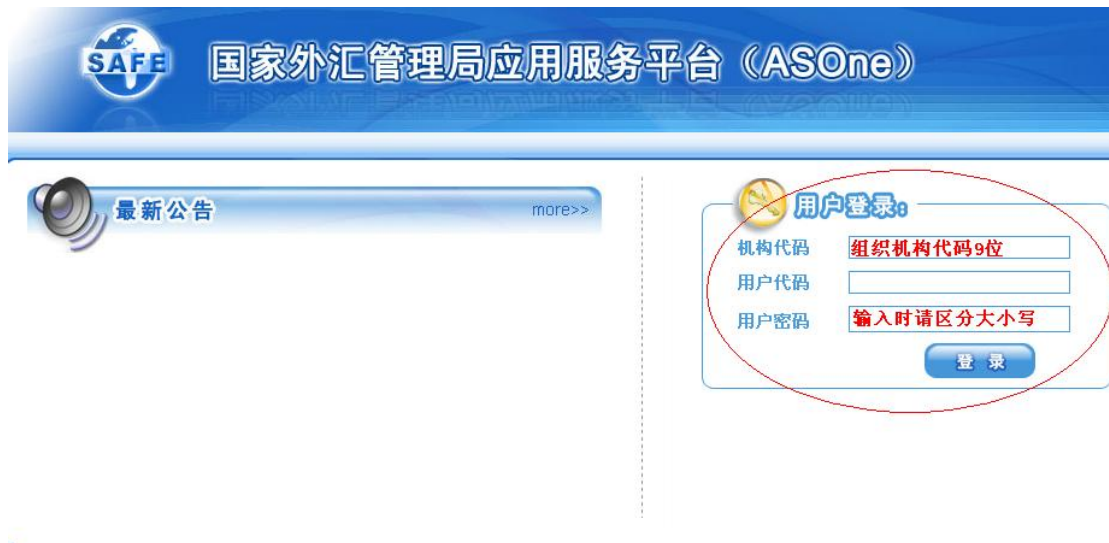 SAFE
国家外汇管理局应用服务平台（ASOne）
最新公告 more>>
用户登录：
机构代码 组织机构代码9位
用户代码
用户密码 输入时请区分大小写
登 录